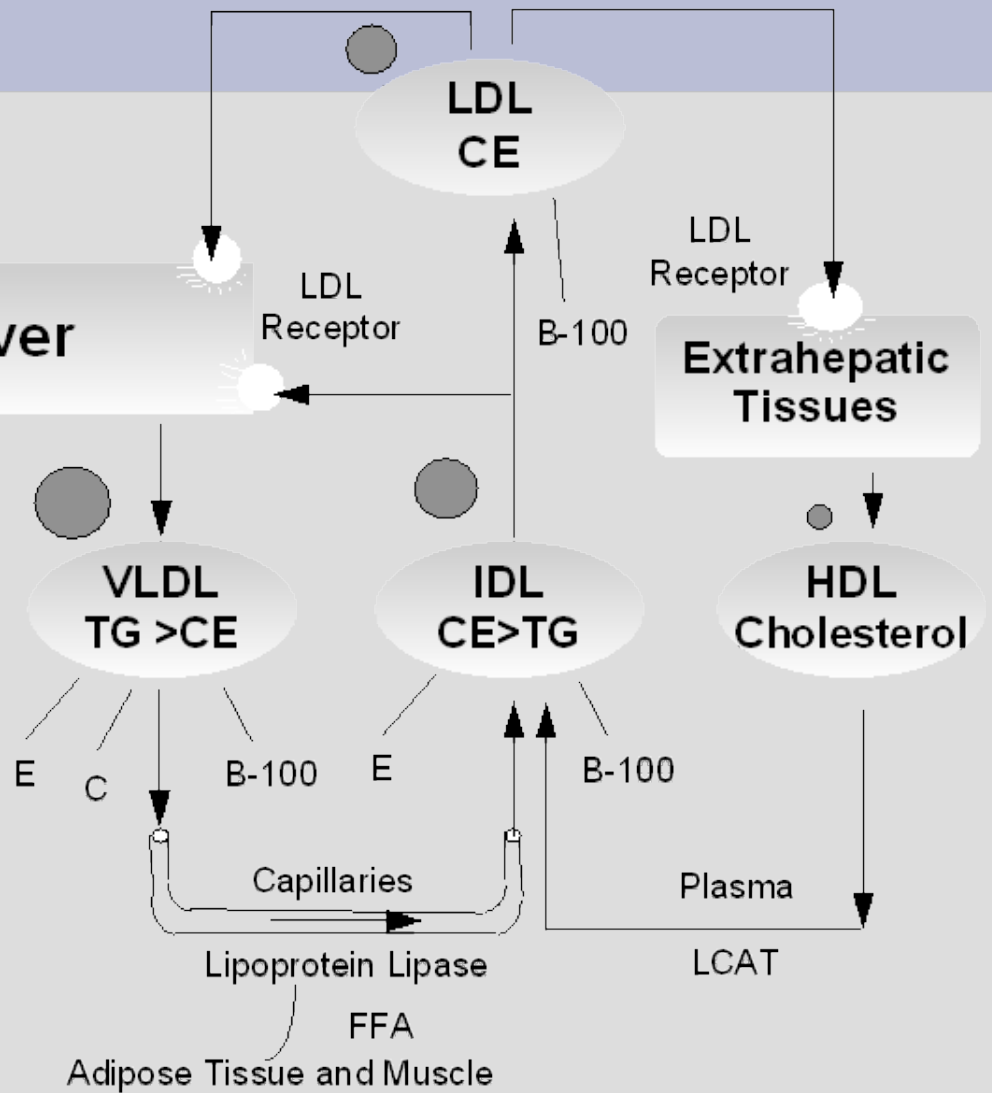 LDL
CE
LDL
Receptor
LDL
Receptor
B-100
ver
Extrahepatic
Tissues
VLDL
TG >CE
IDL
CE>TG
HDL
Cholesterol
E
C
B-100
E
B-100
Capillaries
Plasma
Lipoprotein Lipase
LCAT
FFA
Adipose Tissue and Muscle